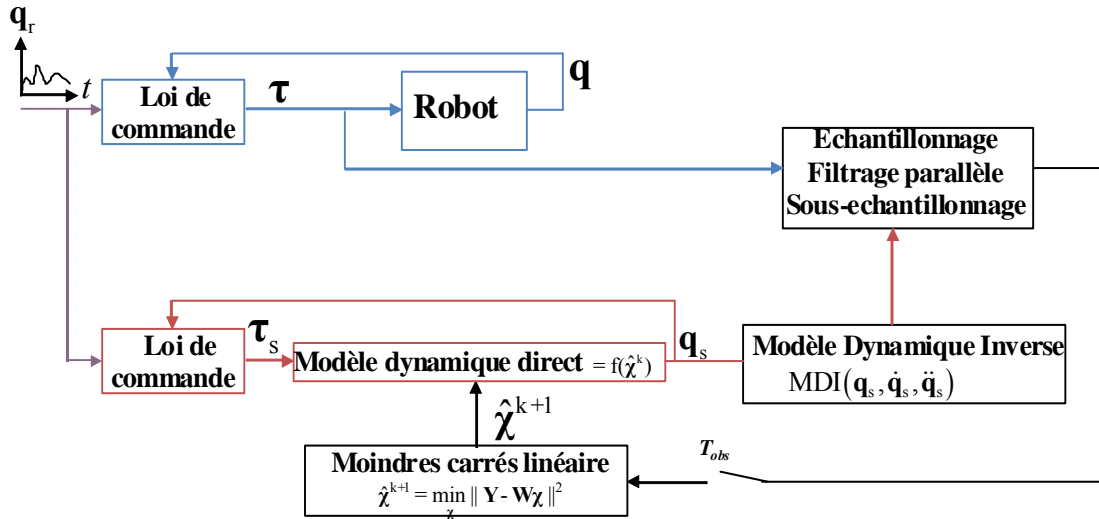 q_r
t
Loi de
commande
τ
Robot
q
Echantillonnage
Filtrage parallèle
Sous-echantillonnage
Loi de
commande
τ_s
Modèle dynamique direct = f(χ̂^k)
q_s
Modèle Dynamique Inverse
MDI(q_s, q̇_s, q̈_s)
χ̂^{k+1}
Moindres carrés linéaire
χ̂^{k+1} = min_χ || Y - Wχ ||^2
T_obs